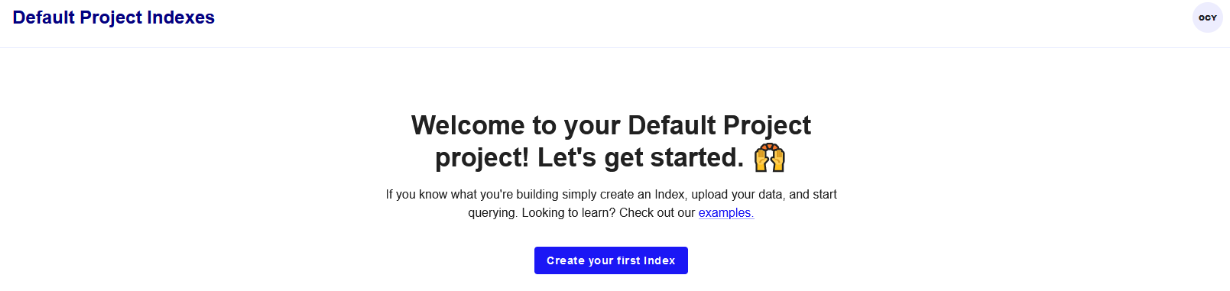 Default Project Indexes
OCY
Welcome to your Default Project
project! Let's get started. 🙌
If you know what you're building simply create an Index, upload your data, and start
querying. Looking to learn? Check out our examples.
Create your first Index